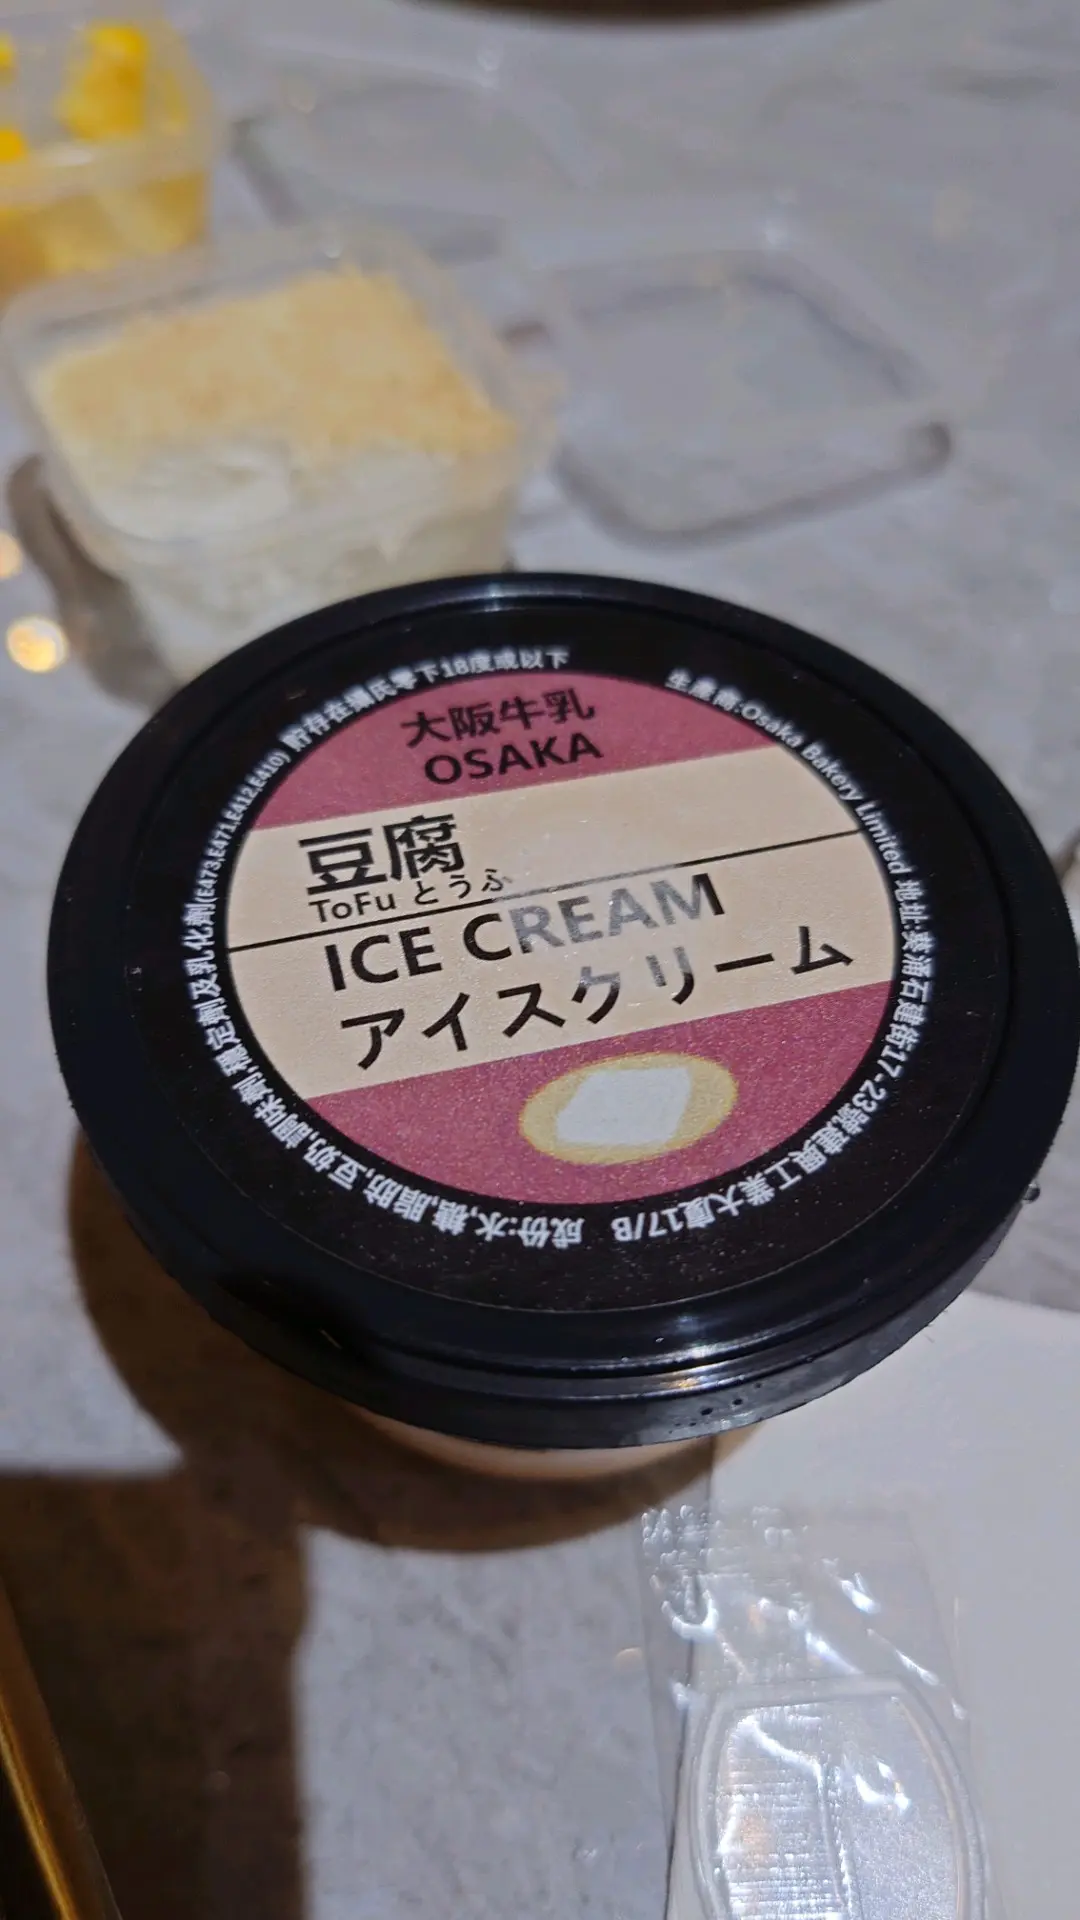 大阪牛乳
OSAKA
豆腐
ToFu とうふ
ICE CREAM
アイスクリーム
成份:水,糖,脂肪,豆奶,調味劑,穩定劑及乳化劑(E473,E471,E412,E410) 貯存在攝氏零下18度或以下
生產商:Osaka Bakery Limited 地址:葵涌石建街17-23號建興工業大廈17/B